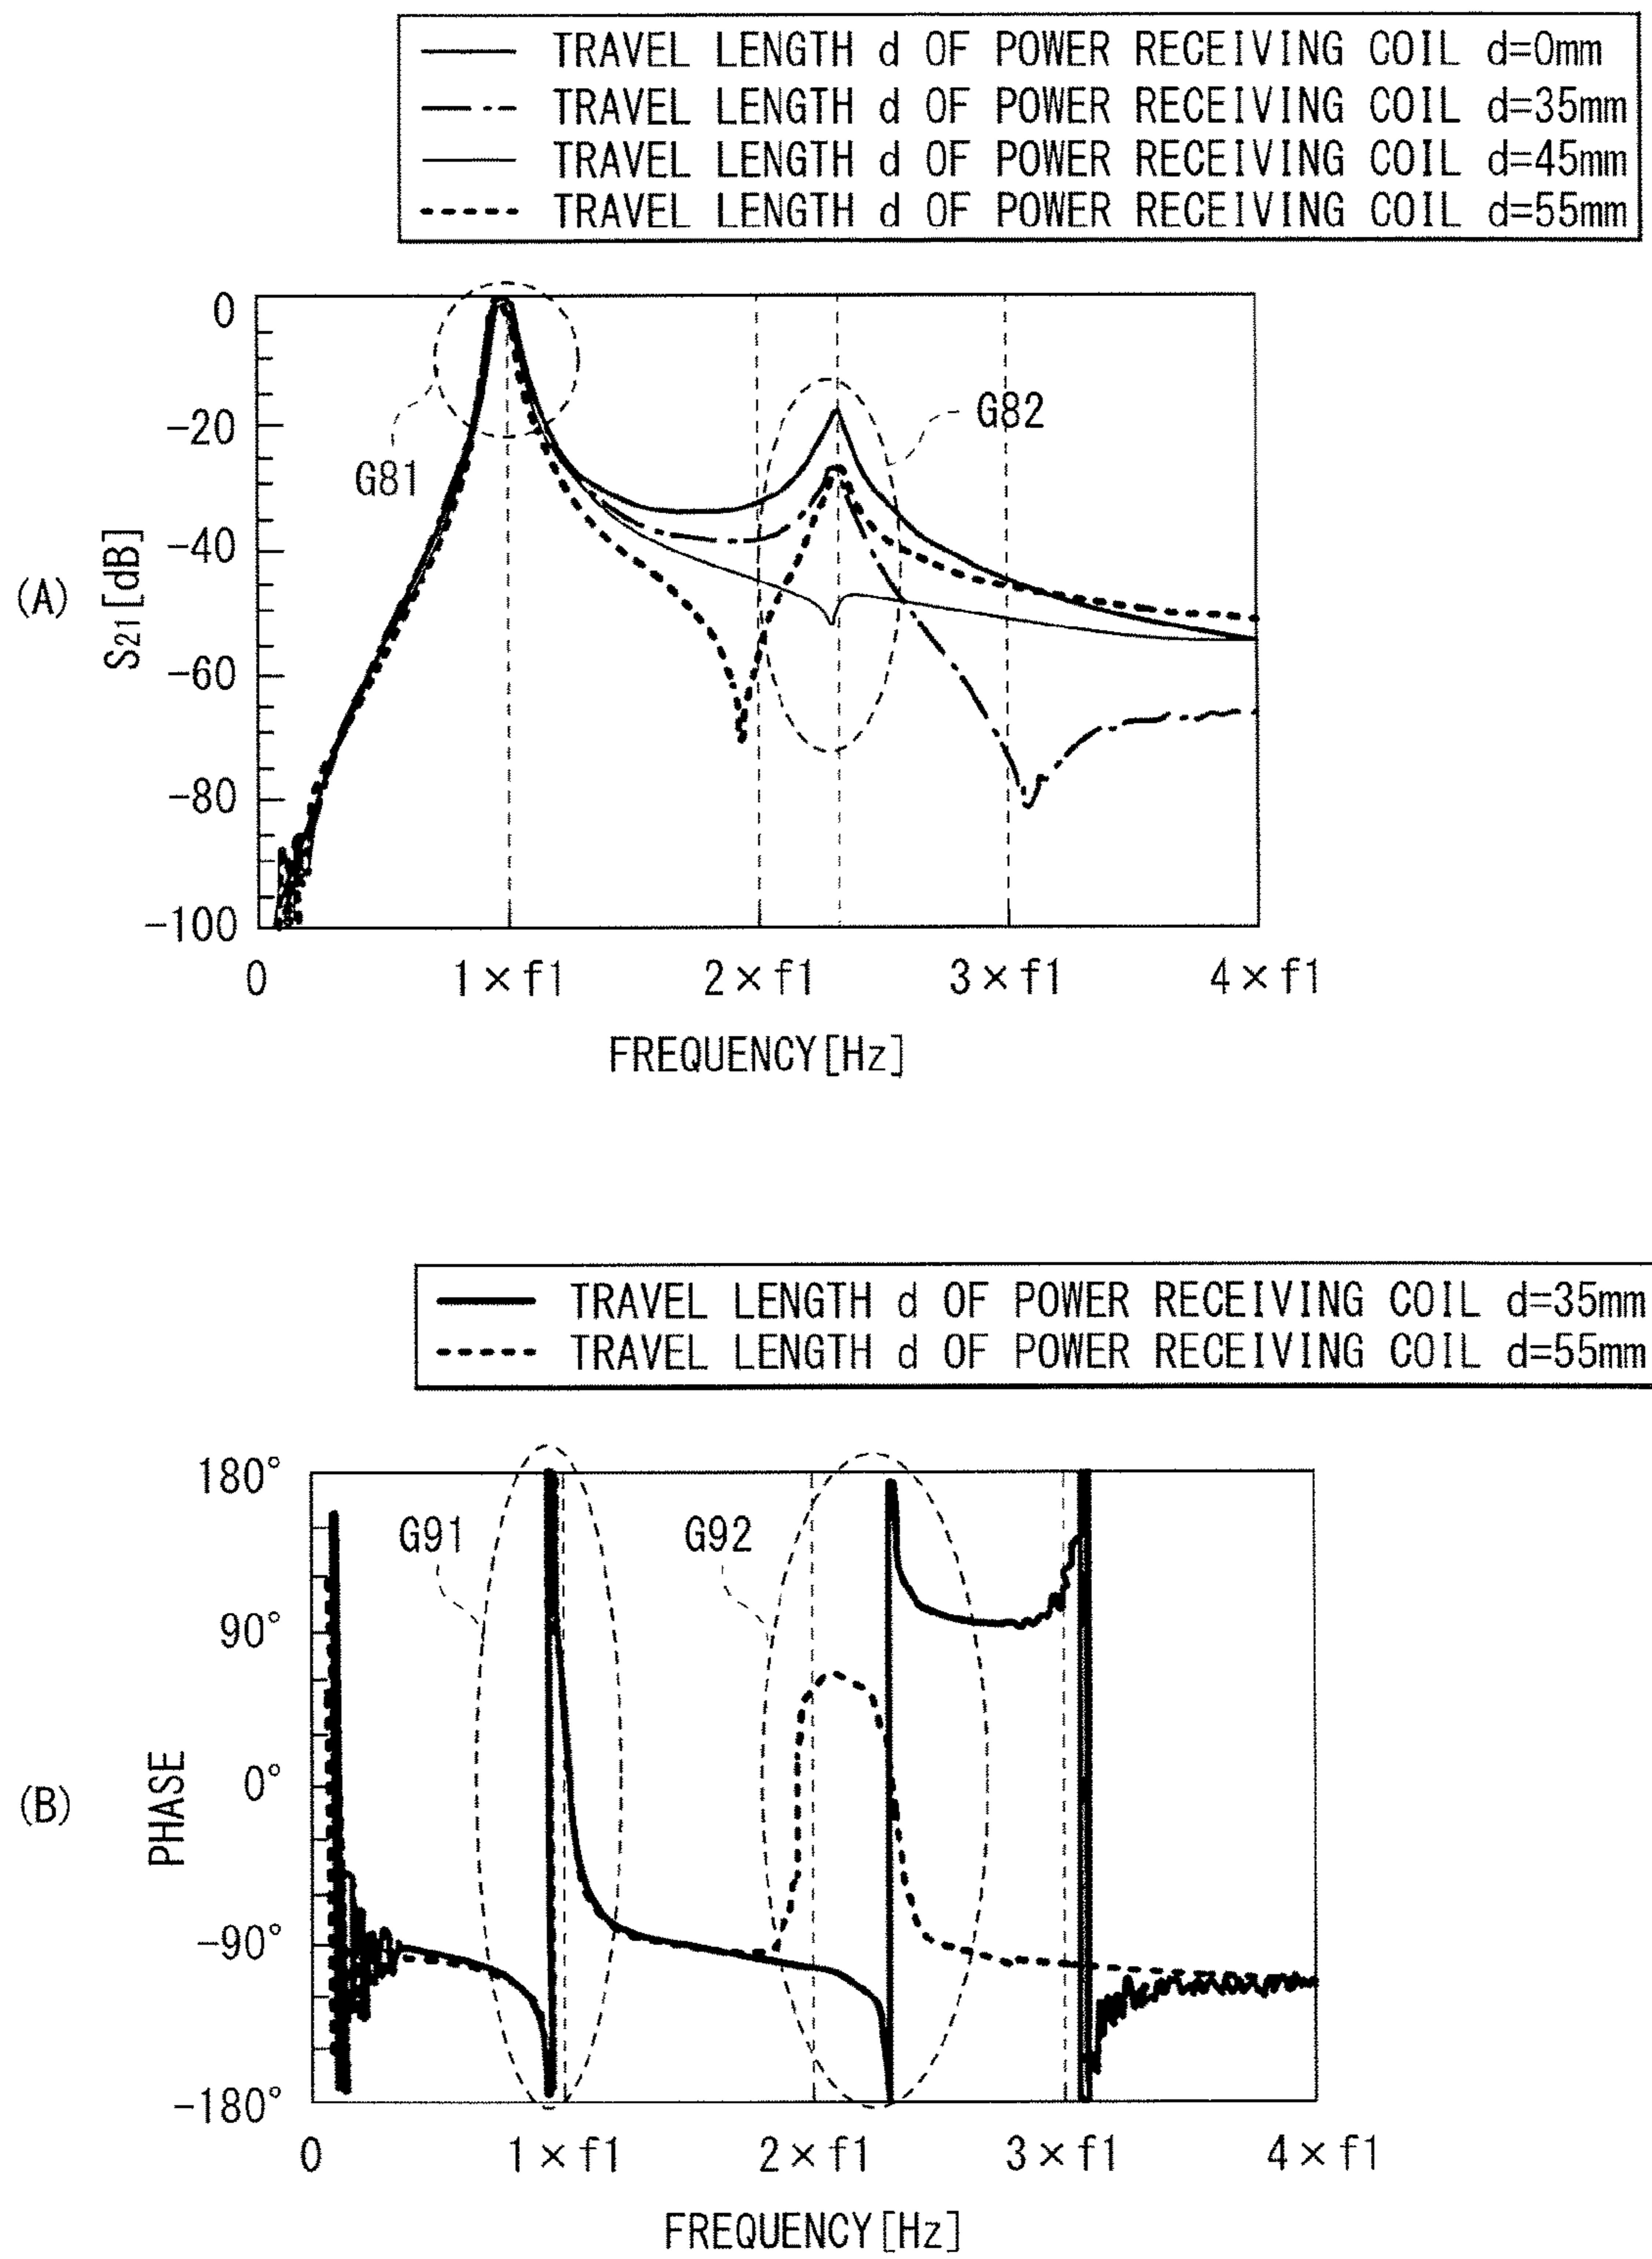 TRAVEL LENGTH d OF POWER RECEIVING COIL d=0mm
TRAVEL LENGTH d OF POWER RECEIVING COIL d=35mm
TRAVEL LENGTH d OF POWER RECEIVING COIL d=45mm
TRAVEL LENGTH d OF POWER RECEIVING COIL d=55mm
(A)
S21[dB]
0
-20
-40
-60
-80
-100
G81
G82
0 1×f1 2×f1 3×f1 4×f1
FREQUENCY[Hz]
TRAVEL LENGTH d OF POWER RECEIVING COIL d=35mm
TRAVEL LENGTH d OF POWER RECEIVING COIL d=55mm
(B)
PHASE
180°
90°
0°
-90°
-180°
G91
G92
0 1×f1 2×f1 3×f1 4×f1
FREQUENCY[Hz]